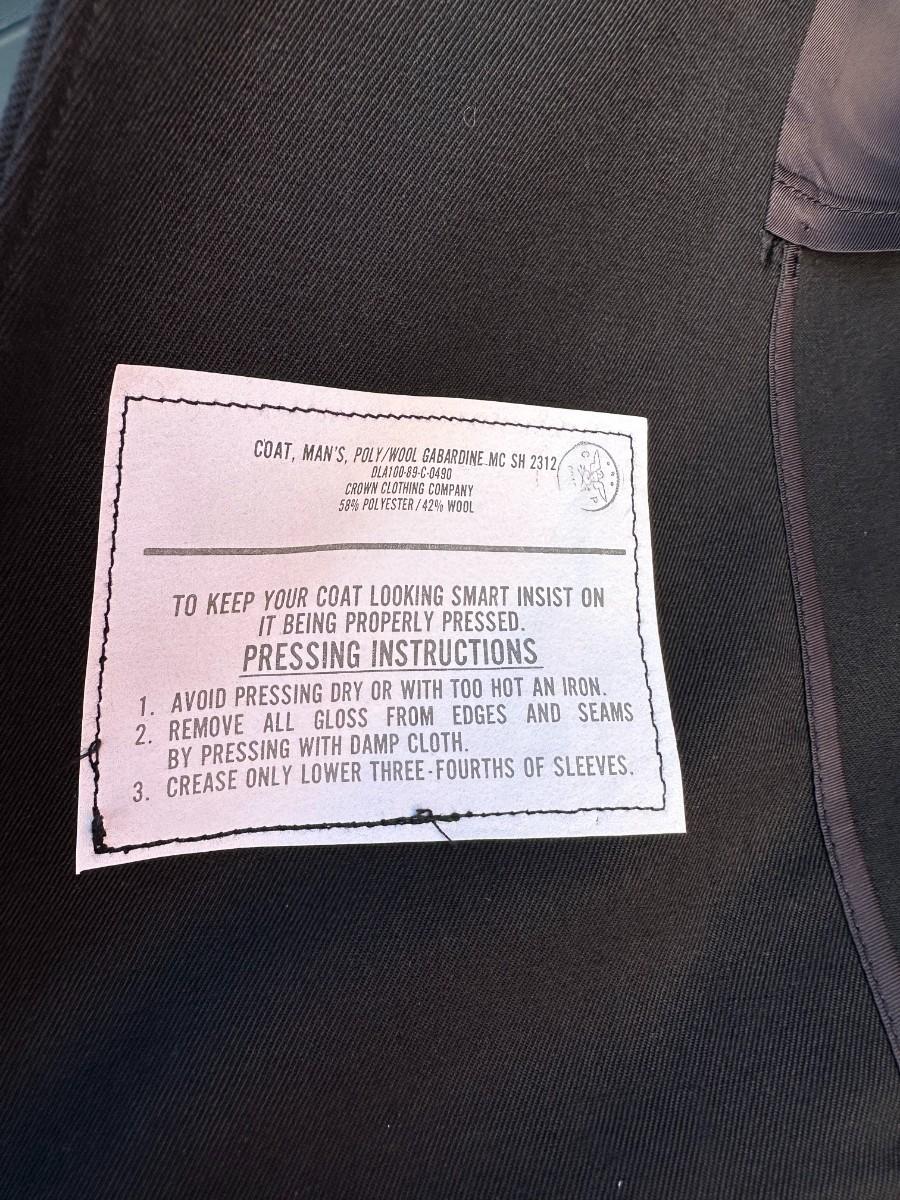 COAT, MAN'S, POLY/WOOL GABARDINE MC SH 2312
DLA100-89-C-0490
CROWN CLOTHING COMPANY
58% POLYESTER / 42% WOOL
TO KEEP YOUR COAT LOOKING SMART INSIST ON
IT BEING PROPERLY PRESSED.
PRESSING INSTRUCTIONS
1. AVOID PRESSING DRY OR WITH TOO HOT AN IRON.
2. REMOVE ALL GLOSS FROM EDGES AND SEAMS
BY PRESSING WITH DAMP CLOTH.
3. CREASE ONLY LOWER THREE-FOURTHS OF SLEEVES.